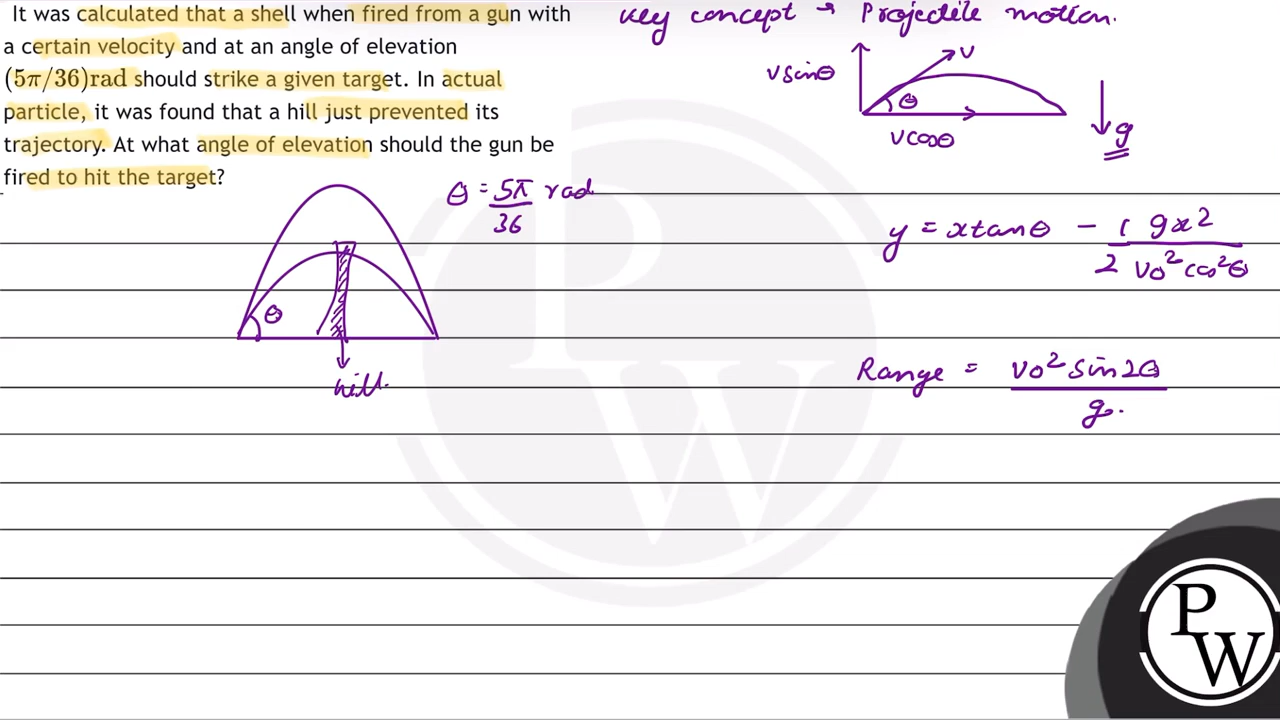 It was calculated that a shell when fired from a gun with
a certain velocity and at an angle of elevation
(5π/36)rad should strike a given target. In actual
particle, it was found that a hill just prevented its
trajectory. At what angle of elevation should the gun be
fired to hit the target?
key concept → Projectile motion.
vsinθ
v
θ
vcosθ
g
θ = 5π/36 rad
y = xtanθ - 1/2 gx²/v₀²cos²θ
θ
hill.
Range = v₀² sin2θ/g.
P
W
P
W